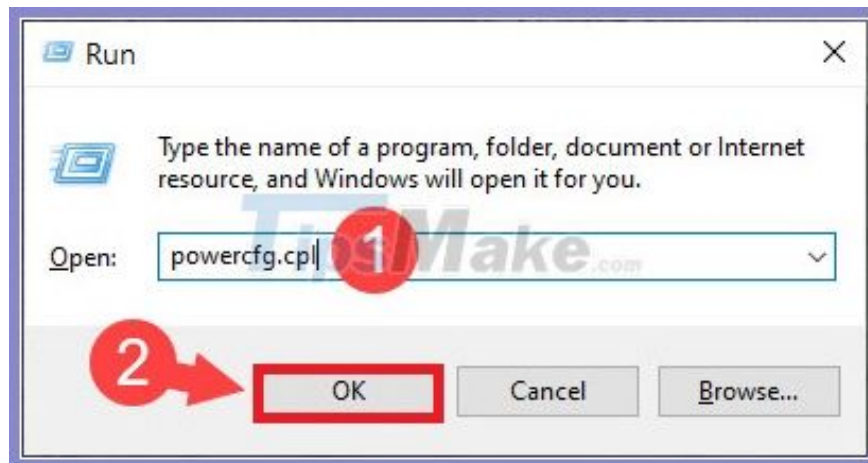 Run
Type the name of a program, folder, document or Internet
resource, and Windows will open it for you.
TipsMake.com
Open: powercfg.cpl 1
2
OK Cancel Browse...